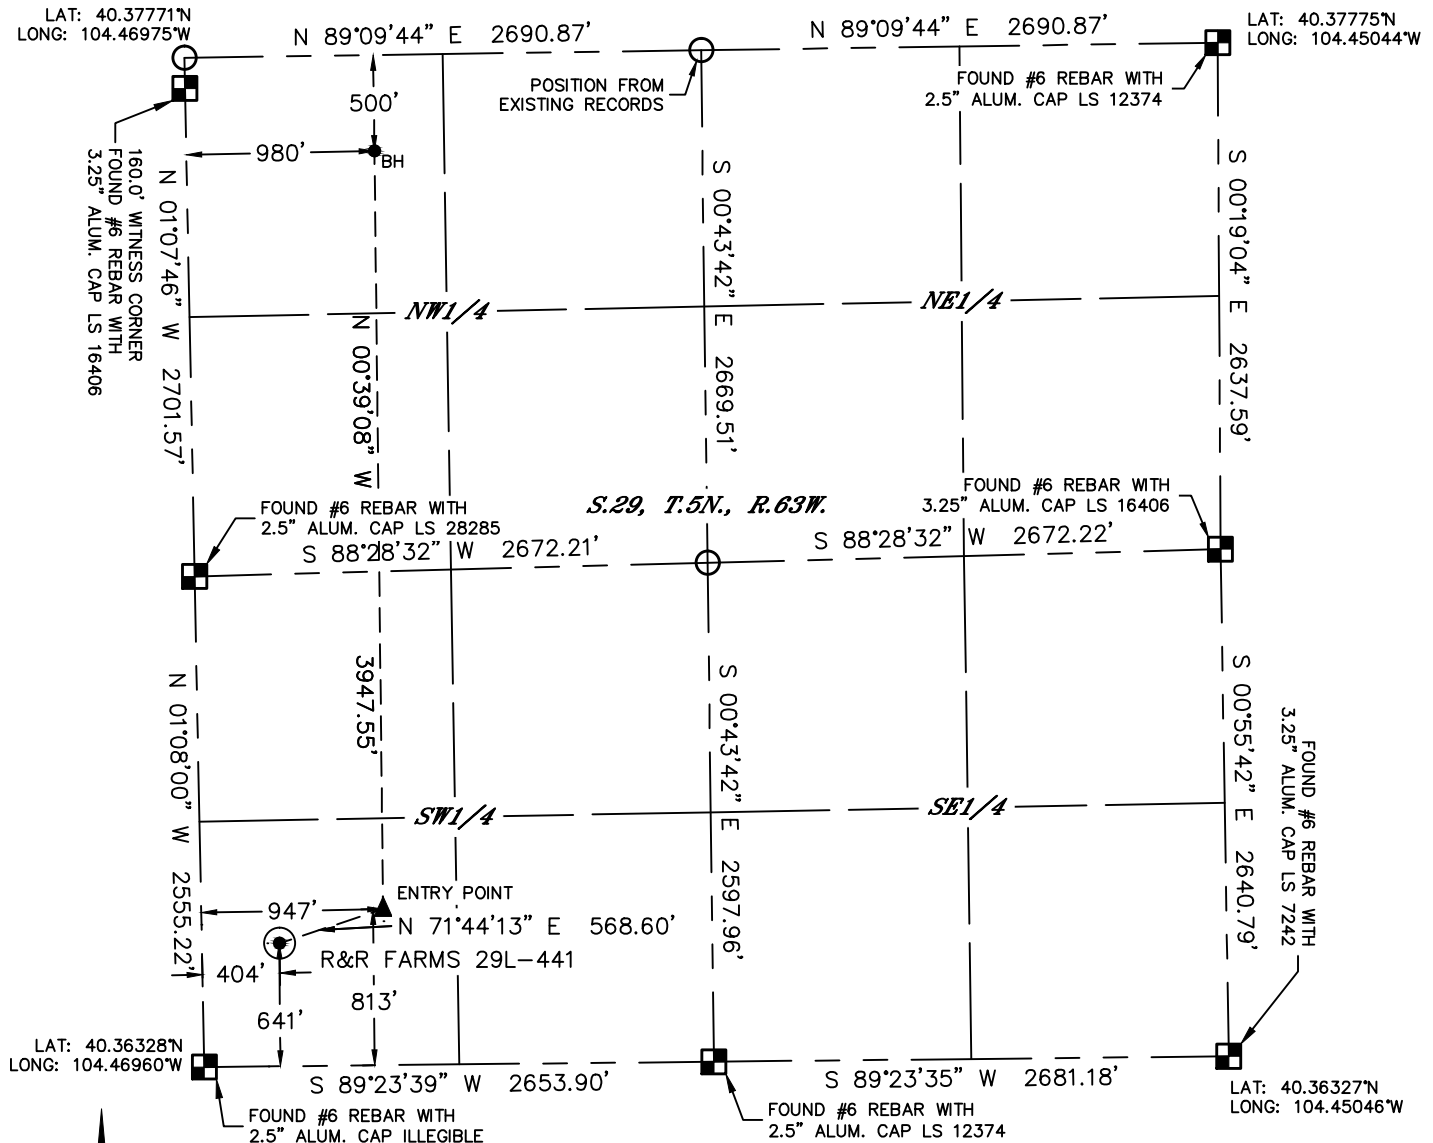 LAT: 40.37771°N
LONG: 104.46975°W
N 89°09'44" E 2690.87'
N 89°09'44" E 2690.87'
LAT: 40.37775°N
LONG: 104.45044°W
POSITION FROM
EXISTING RECORDS
FOUND #6 REBAR WITH
2.5" ALUM. CAP LS 12374
500'
980'
BH
160.0' WITNESS CORNER
FOUND #6 REBAR WITH
3.25" ALUM. CAP LS 16406
N 01°07'46" W 2701.57'
S 00°43'42" E 2669.51'
S 00°19'04" E 2637.59'
NW1/4
NE1/4
N 00°39'08" W 3947.55'
FOUND #6 REBAR WITH
2.5" ALUM. CAP LS 28285
S.29, T.5N., R.63W.
FOUND #6 REBAR WITH
3.25" ALUM. CAP LS 16406
S 88°28'32" W 2672.21'
S 88°28'32" W 2672.22'
N 01°08'00" W 2555.22'
S 00°43'42" E 2597.96'
S 00°55'42" E 2640.79'
FOUND #6 REBAR WITH
3.25" ALUM. CAP LS 7242
SW1/4
SE1/4
ENTRY POINT
947'
N 71°44'13" E 568.60'
R&R FARMS 29L-441
404'
813'
641'
LAT: 40.36328°N
LONG: 104.46960°W
S 89°23'39" W 2653.90'
S 89°23'35" W 2681.18'
LAT: 40.36327°N
LONG: 104.45046°W
FOUND #6 REBAR WITH
2.5" ALUM. CAP ILLEGIBLE
FOUND #6 REBAR WITH
2.5" ALUM. CAP LS 12374